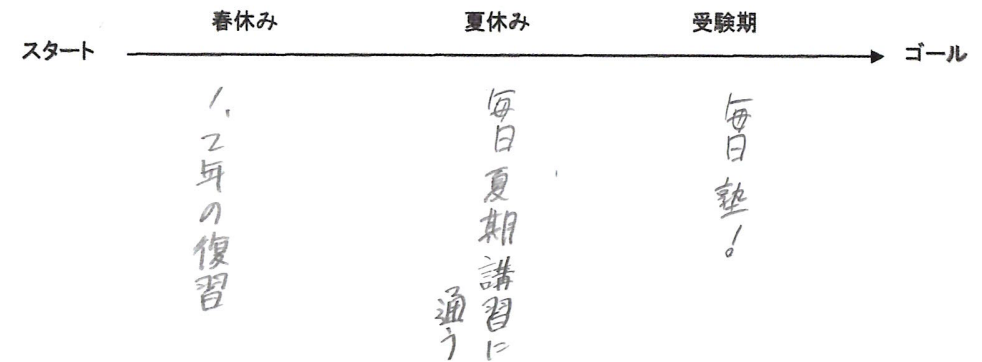 春休み
夏休み
受験期
スタート
ゴール
1、2年の復習
毎日夏期講習に
通う
毎日塾!